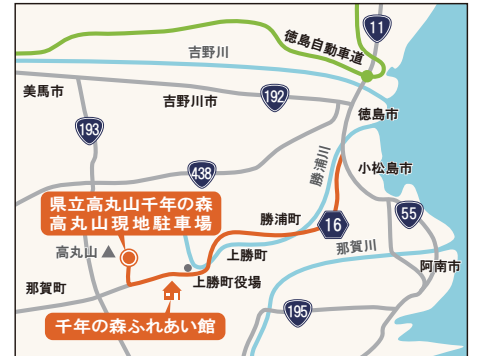 11
徳島自動車道
吉野川
美馬市
吉野川市
192
徳島市
193
438
勝浦川
小松島市
県立高丸山千年の森
高丸山現地駐車場
勝浦町
16
55
高丸山
上勝町
那賀川
阿南市
那賀町
上勝町役場
195
千年の森ふれあい館